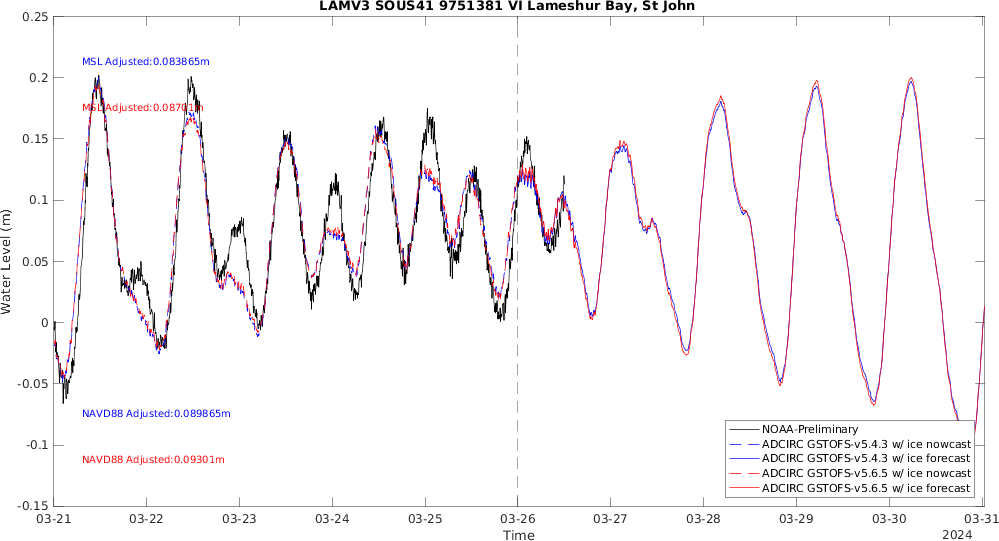 LAMV3 SOUS41 9751381 VI Lameshur Bay, St John
0.25
0.2
0.15
0.1
0.05
0
-0.05
-0.1
-0.15
Water Level (m)
MSL Adjusted:0.083865m
MSL Adjusted:0.08701m
NAVD88 Adjusted:0.089865m
NAVD88 Adjusted:0.09301m
NOAA-Preliminary
ADCIRC GSTOFS-v5.4.3 w/ ice nowcast
ADCIRC GSTOFS-v5.4.3 w/ ice forecast
ADCIRC GSTOFS-v5.6.5 w/ ice nowcast
ADCIRC GSTOFS-v5.6.5 w/ ice forecast
03-21 03-22 03-23 03-24 03-25 03-26 03-27 03-28 03-29 03-30 03-31
Time
2024